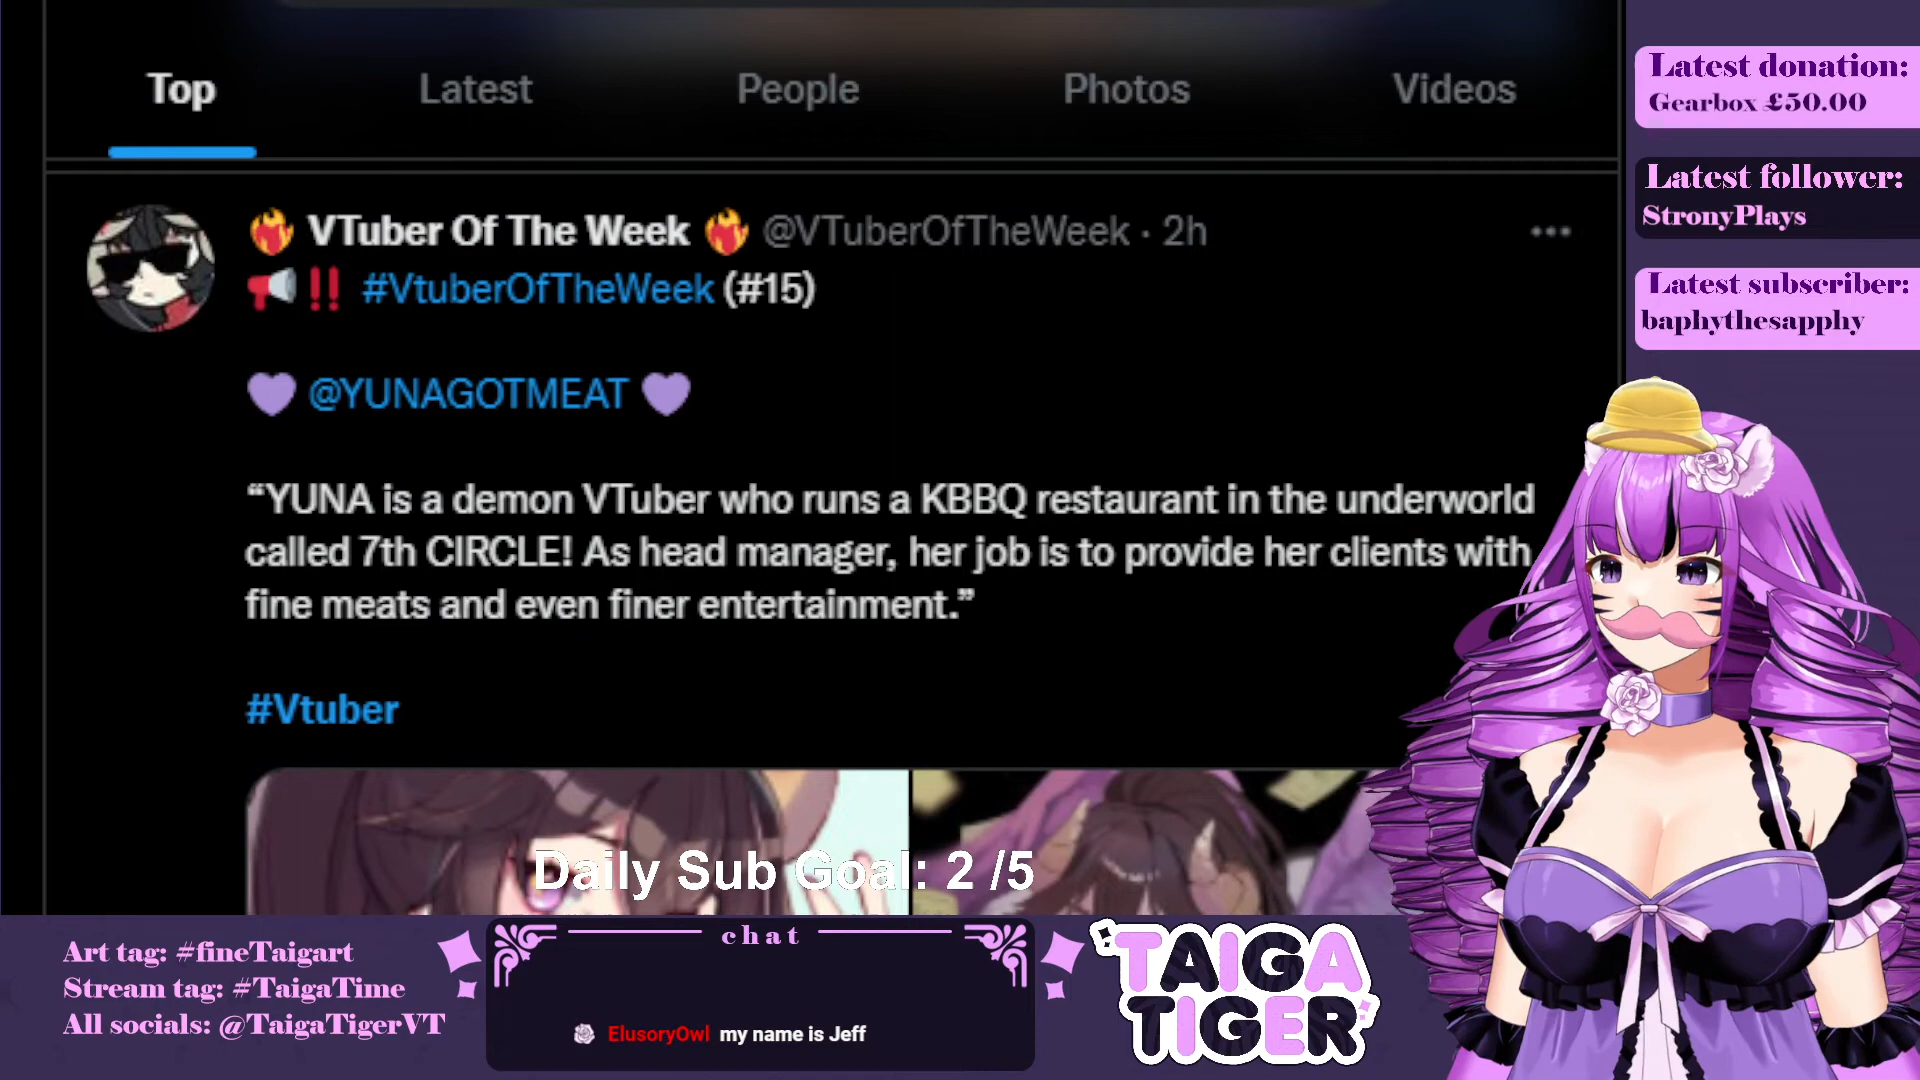 Top Latest People Photos Videos
VTuber Of The Week @VTuberOfTheWeek · 2h
#VtuberOfTheWeek (#15)
@YUNAGOTMEAT
“YUNA is a demon VTuber who runs a KBBQ restaurant in the underworld
called 7th CIRCLE! As head manager, her job is to provide her clients with
fine meats and even finer entertainment.”
#Vtuber
Latest donation:
Gearbox £50.00
Latest follower:
StronyPlays
Latest subscriber:
baphythesapphy
Daily Sub Goal: 2 /5
Art tag: #fineTaigart
Stream tag: #TaigaTime
All socials: @TaigaTigerVT
chat
ElusoryOwl my name is Jeff
TAIGA
TIGER